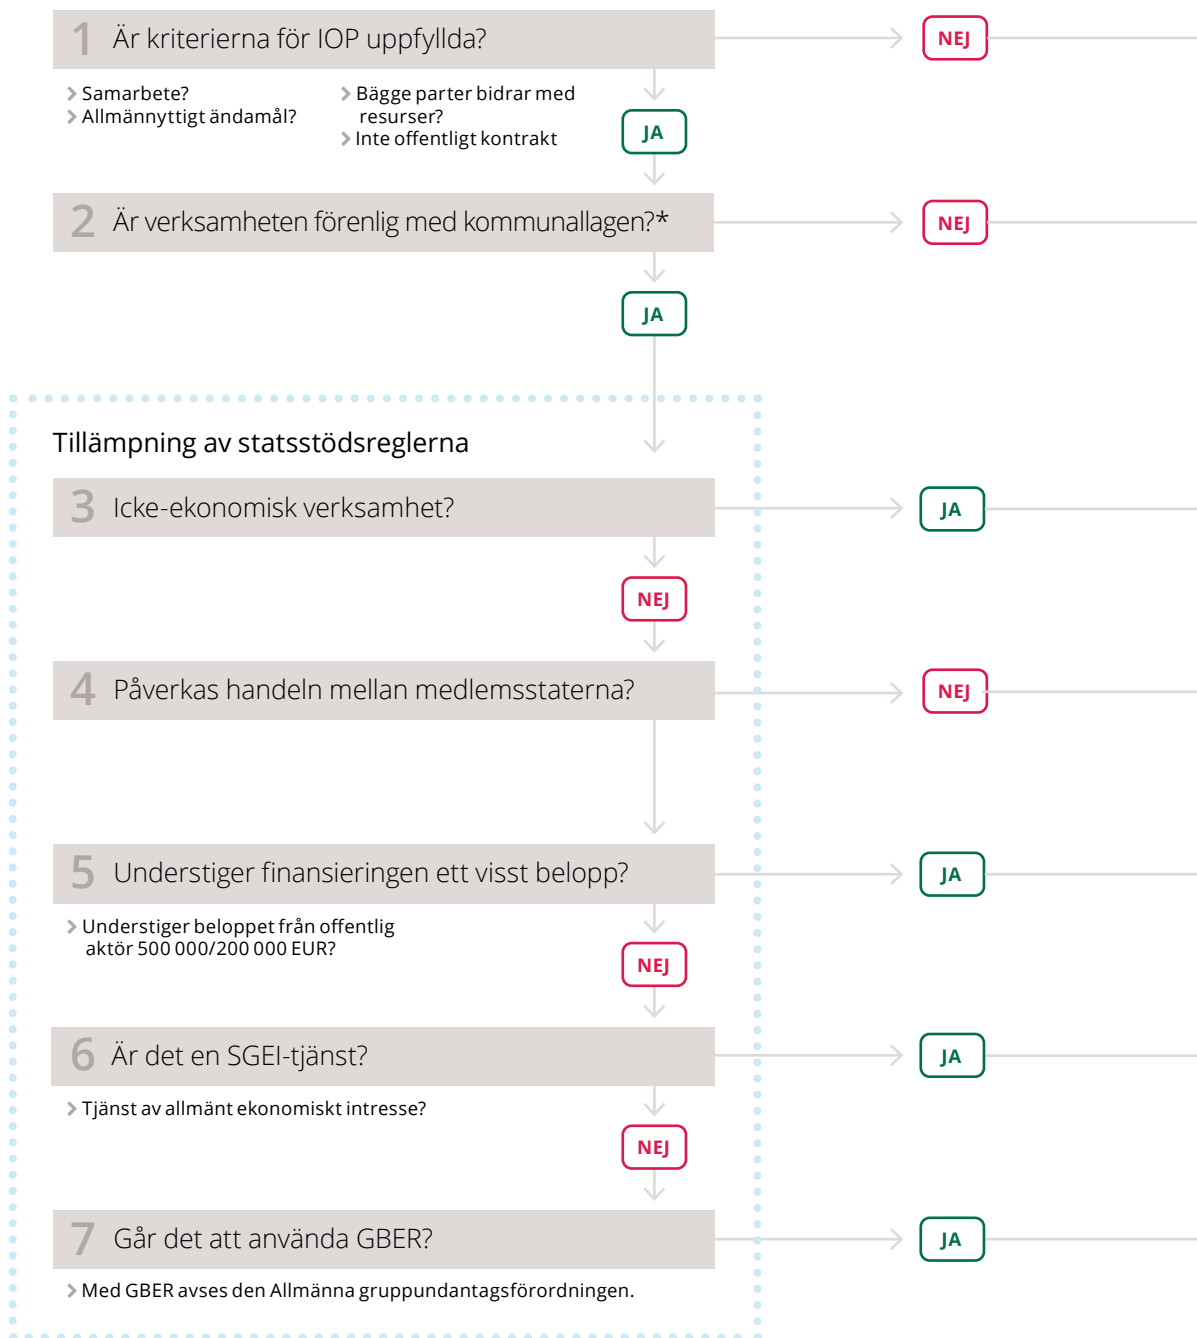 1 Är kriterierna för IOP uppfyllda?
NEJ
> Samarbete?
> Allmännyttigt ändamål?
> Bägge parter bidrar med
resurser?
> Inte offentligt kontrakt
JA
2 Är verksamheten förenlig med kommunallagen?*
NEJ
JA
Tillämpning av statsstödsreglerna
3 Icke-ekonomisk verksamhet?
JA
NEJ
4 Påverkas handeln mellan medlemsstaterna?
NEJ
5 Understiger finansieringen ett visst belopp?
JA
> Understiger beloppet från offentlig
aktör 500 000/200 000 EUR?
NEJ
6 Är det en SGEI-tjänst?
JA
> Tjänst av allmänt ekonomiskt intresse?
NEJ
7 Går det att använda GBER?
JA
> Med GBER avses den Allmänna gruppundantagsförordningen.